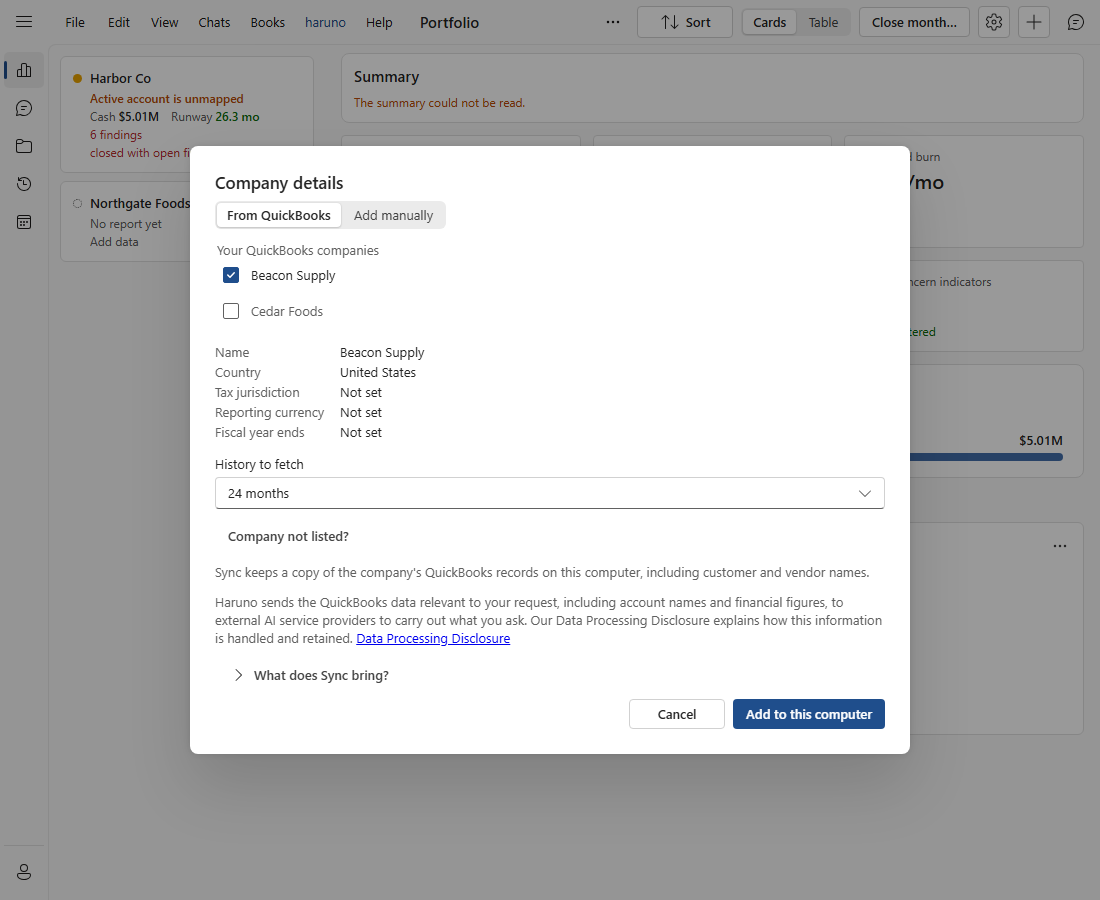 File Edit View Chats Books haruno Help Portfolio ... Sort Cards Table Close month...
Harbor Co
Active account is unmapped
Cash $5.01M Runway 26.3 mo
6 findings
closed with open
Northgate Foods
No report yet
Add data
Summary
The summary could not be read.
burn
/mo
indicators
$5.01M
...
Company details
From QuickBooks Add manually
Your QuickBooks companies
Beacon Supply
Cedar Foods
Name Beacon Supply
Country United States
Tax jurisdiction Not set
Reporting currency Not set
Fiscal year ends Not set
History to fetch
24 months
Company not listed?
Sync keeps a copy of the company's QuickBooks records on this computer, including customer and vendor names.
Haruno sends the QuickBooks data relevant to your request, including account names and financial figures, to
external AI service providers to carry out what you ask. Our Data Processing Disclosure explains how this information
is handled and retained. Data Processing Disclosure
What does Sync bring?
Cancel Add to this computer